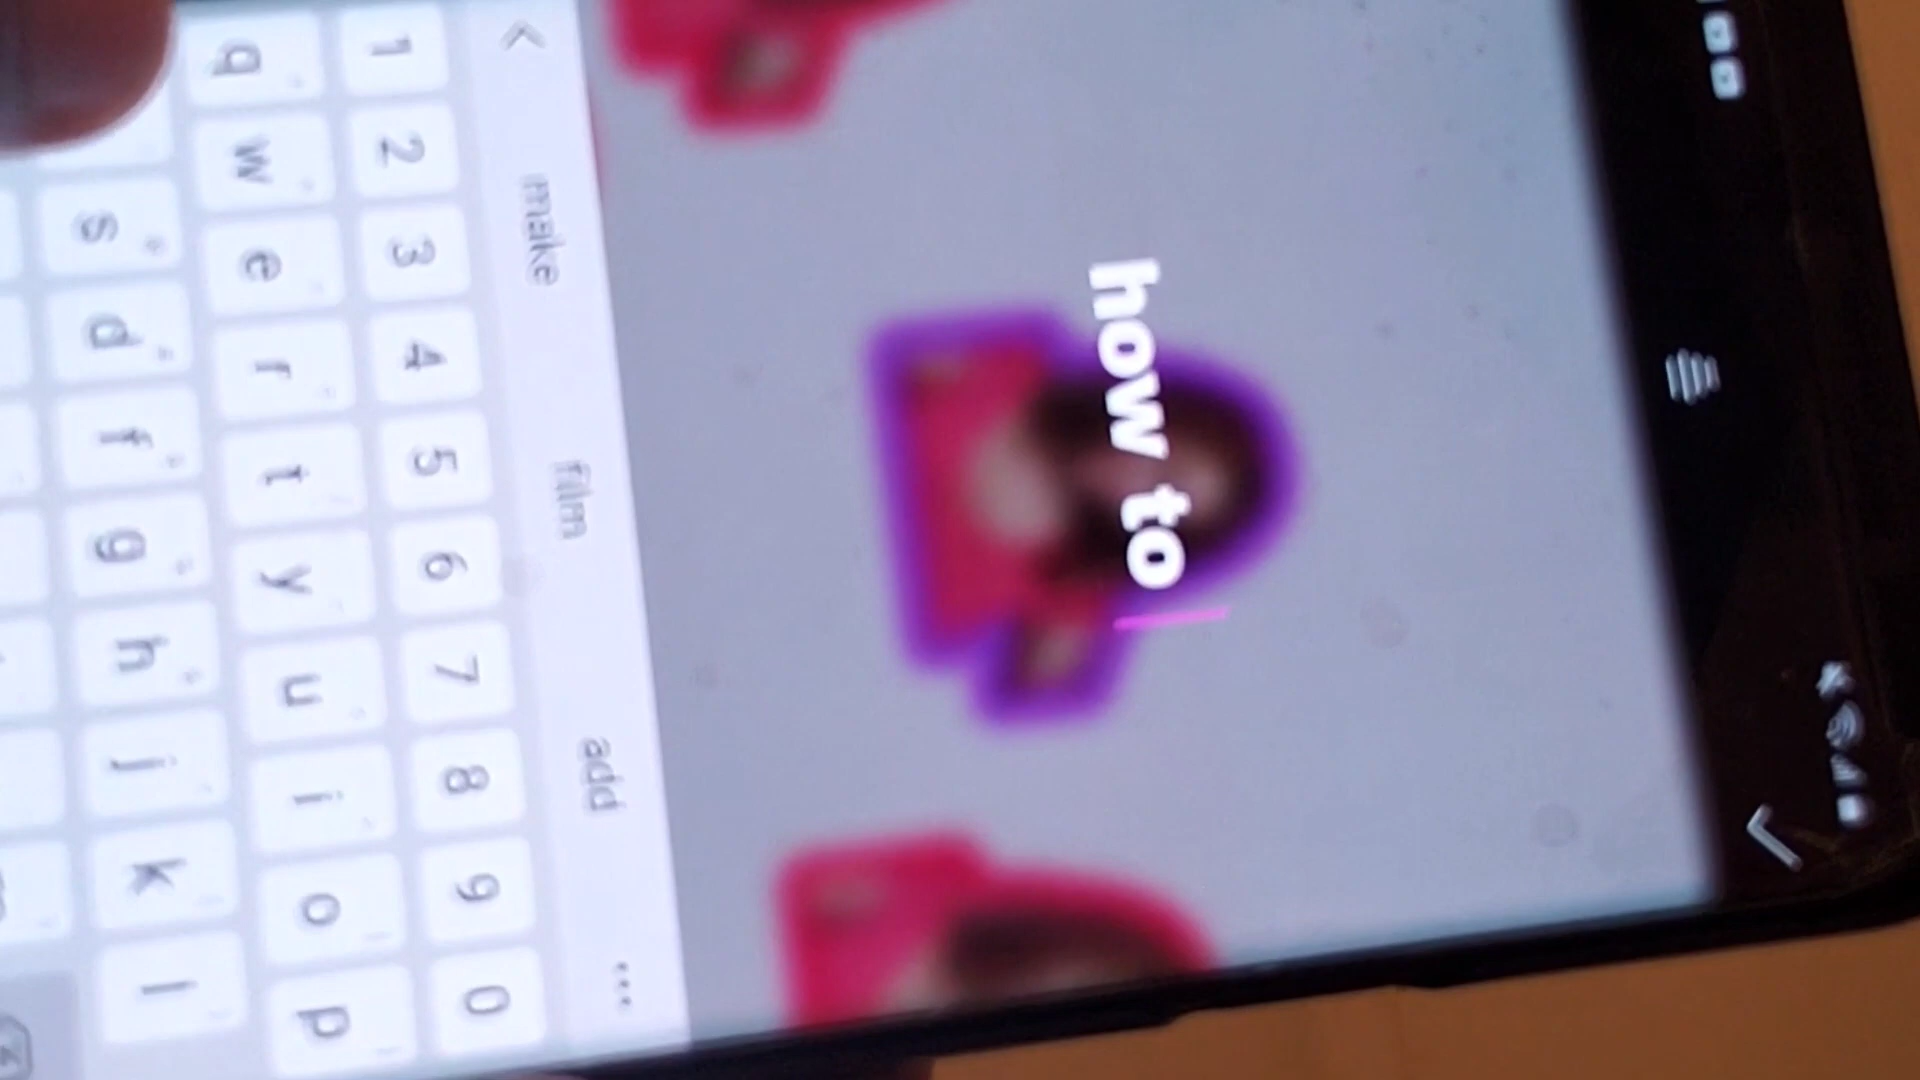 how to
make film add ...
1 2 3 4 5 6 7 8 9 0
q w e r t y u i o p
s d f g h j k l